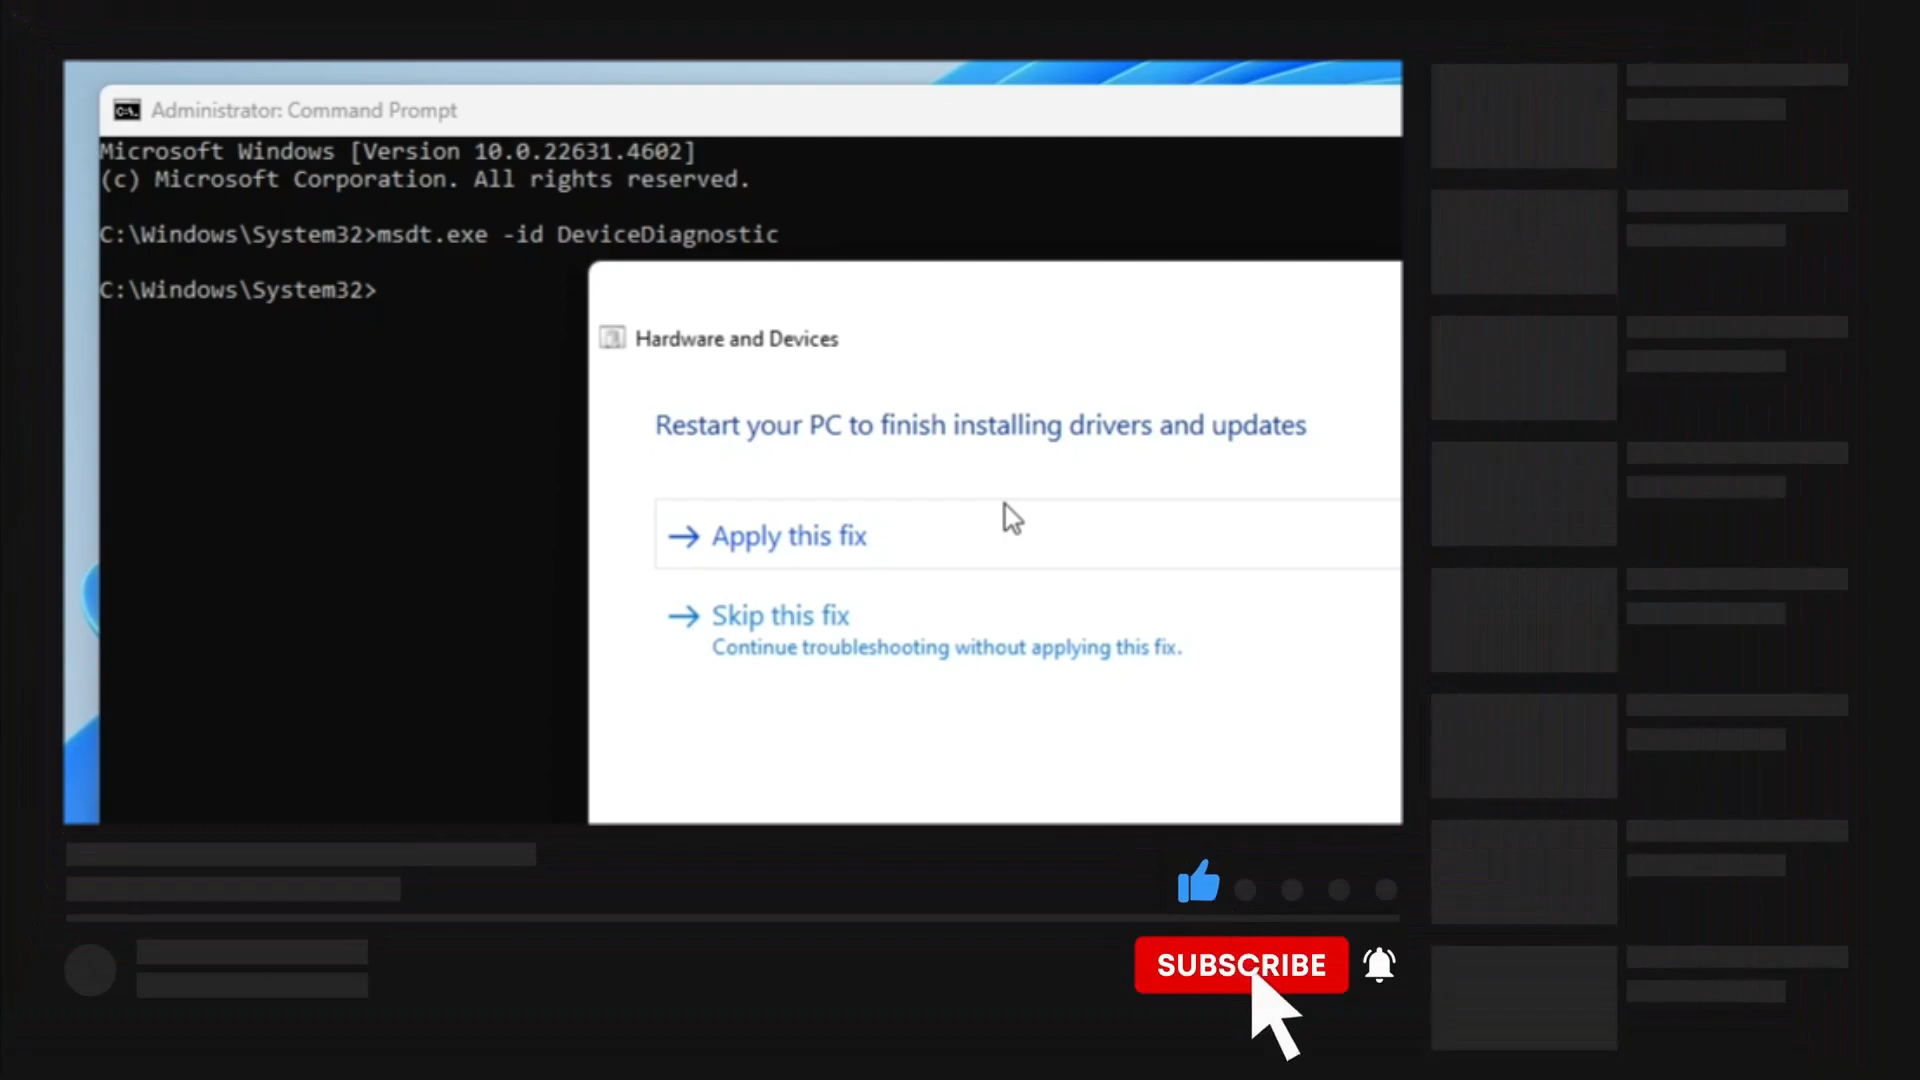 Administrator: Command Prompt
Microsoft Windows [Version 10.0.22631.4602]
(c) Microsoft Corporation. All rights reserved.
C:\Windows\System32>msdt.exe -id DeviceDiagnostic
C:\Windows\System32>
Hardware and Devices
Restart your PC to finish installing drivers and updates
Apply this fix
Skip this fix
Continue troubleshooting without applying this fix.
SUBSCRIBE